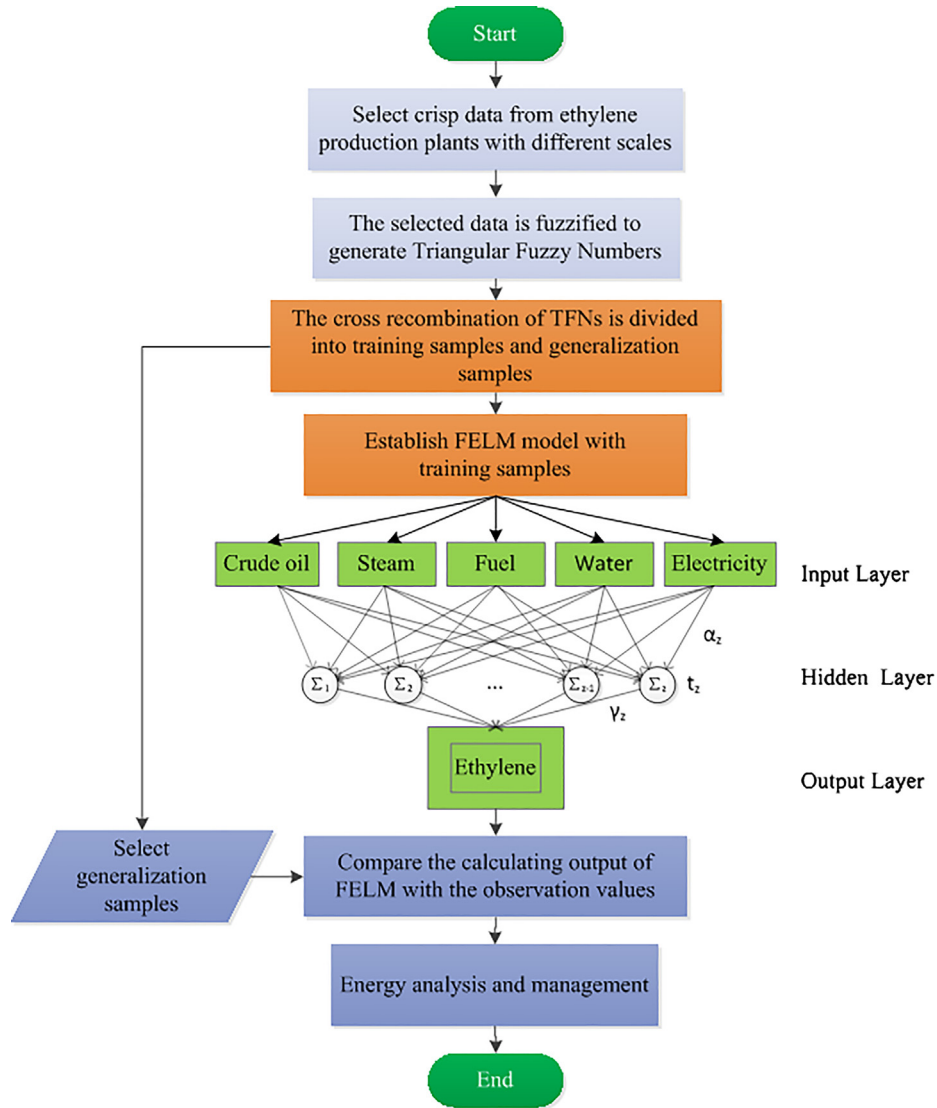 Start
Select crisp data from ethylene
production plants with different scales
The selected data is fuzzified to
generate Triangular Fuzzy Numbers
The cross recombination of TFNs is divided
into training samples and generalization
samples
Establish FELM model with
training samples
Crude oil
Steam
Fuel
Water
Electricity
Input Layer
αz
Σ1
Σ2
...
Σz-1
Σz
tz
Hidden Layer
γz
Ethylene
Output Layer
Select
generalization
samples
Compare the calculating output of
FELM with the observation values
Energy analysis and management
End